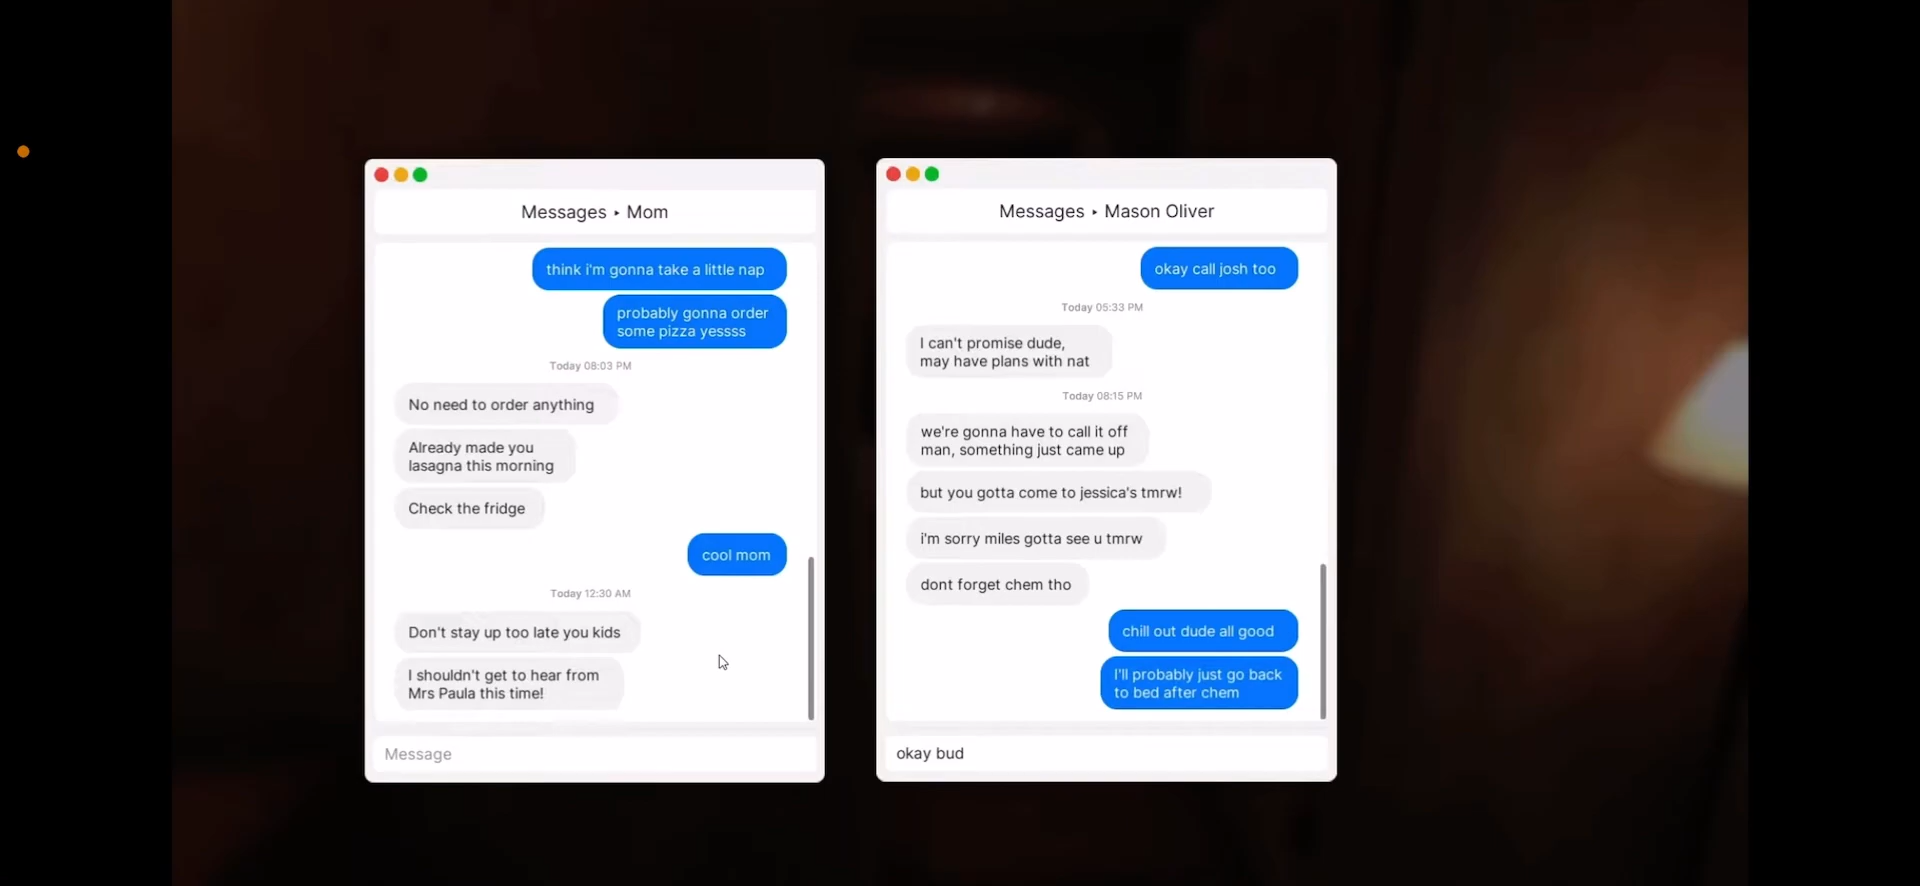 Messages ▸ Mom
think i'm gonna take a little nap
probably gonna order
some pizza yessss
Today 08:03 PM
No need to order anything
Already made you
lasagna this morning
Check the fridge
cool mom
Today 12:30 AM
Don't stay up too late you kids
I shouldn't get to hear from
Mrs Paula this time!
Message
Messages ▸ Mason Oliver
okay call josh too
Today 05:33 PM
I can't promise dude,
may have plans with nat
Today 08:15 PM
we're gonna have to call it off
man, something just came up
but you gotta come to jessica's tmrw!
i'm sorry miles gotta see u tmrw
dont forget chem tho
chill out dude all good
I'll probably just go back
to bed after chem
okay bud